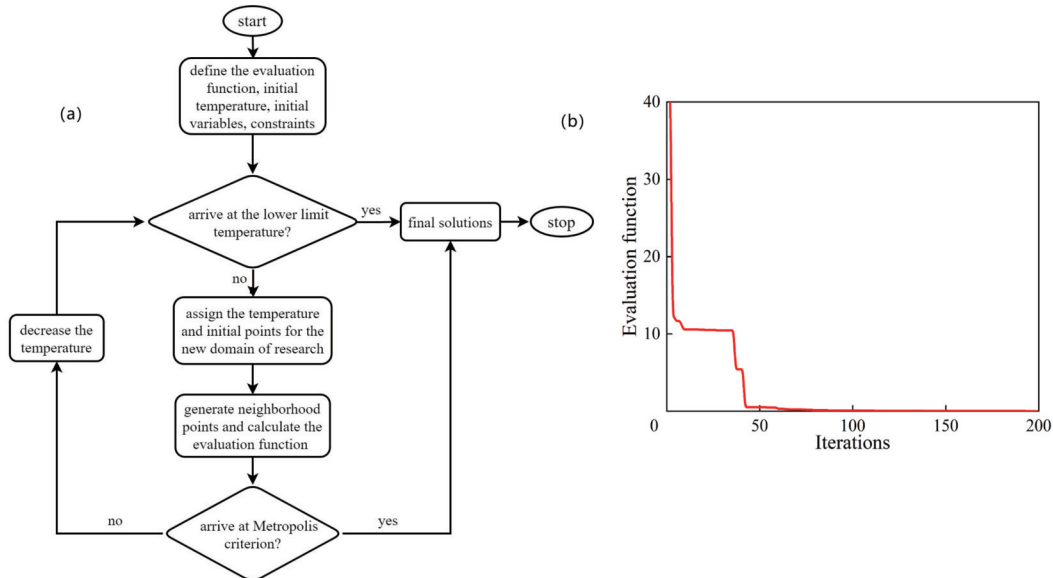 (a)
start
define the evaluation
function, initial
temperature, initial
variables, constraints
arrive at the lower limit
temperature?
yes
final solutions
stop
no
assign the temperature
and initial points for the
new domain of research
decrease the
temperature
generate neighborhood
points and calculate the
evaluation function
arrive at Metropolis
criterion?
no
yes
(b)
Evaluation function
40
30
20
10
0
50
100
150
200
Iterations